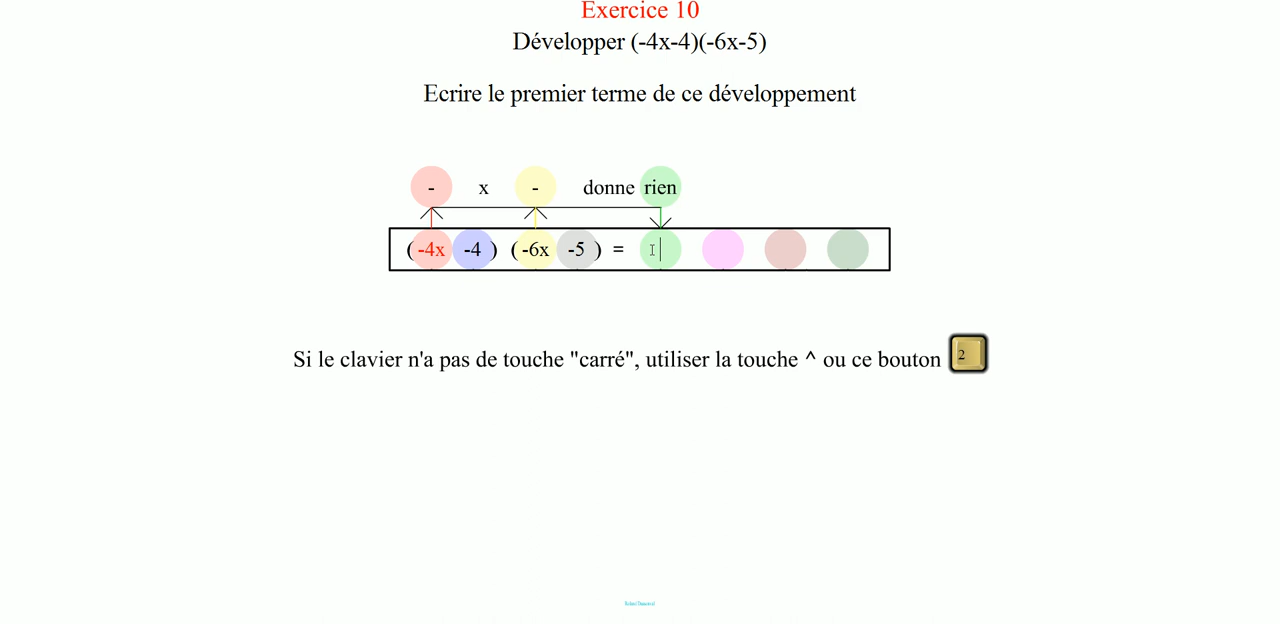 Exercice 10
Développer (-4x-4)(-6x-5)
Ecrire le premier terme de ce développement
- x - donne rien
(-4x -4) (-6x -5) =
Si le clavier n'a pas de touche "carré", utiliser la touche ^ ou ce bouton 2